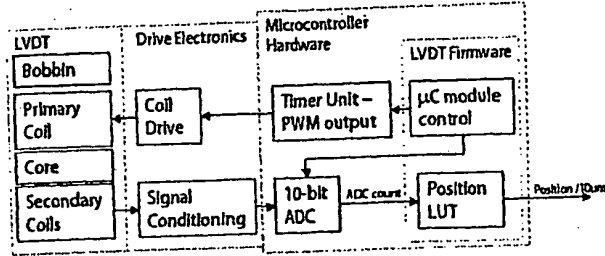 LVDT
Drive Electronics
Microcontroller
Hardware
LVDT Firmware
Bobbin
Primary
Coil
Core
Secondary
Coils
Coil
Drive
Timer Unit –
PWM output
µC module
control
Signal
Conditioning
10-bit
ADC
ADC count
Position
LUT
Position /10um